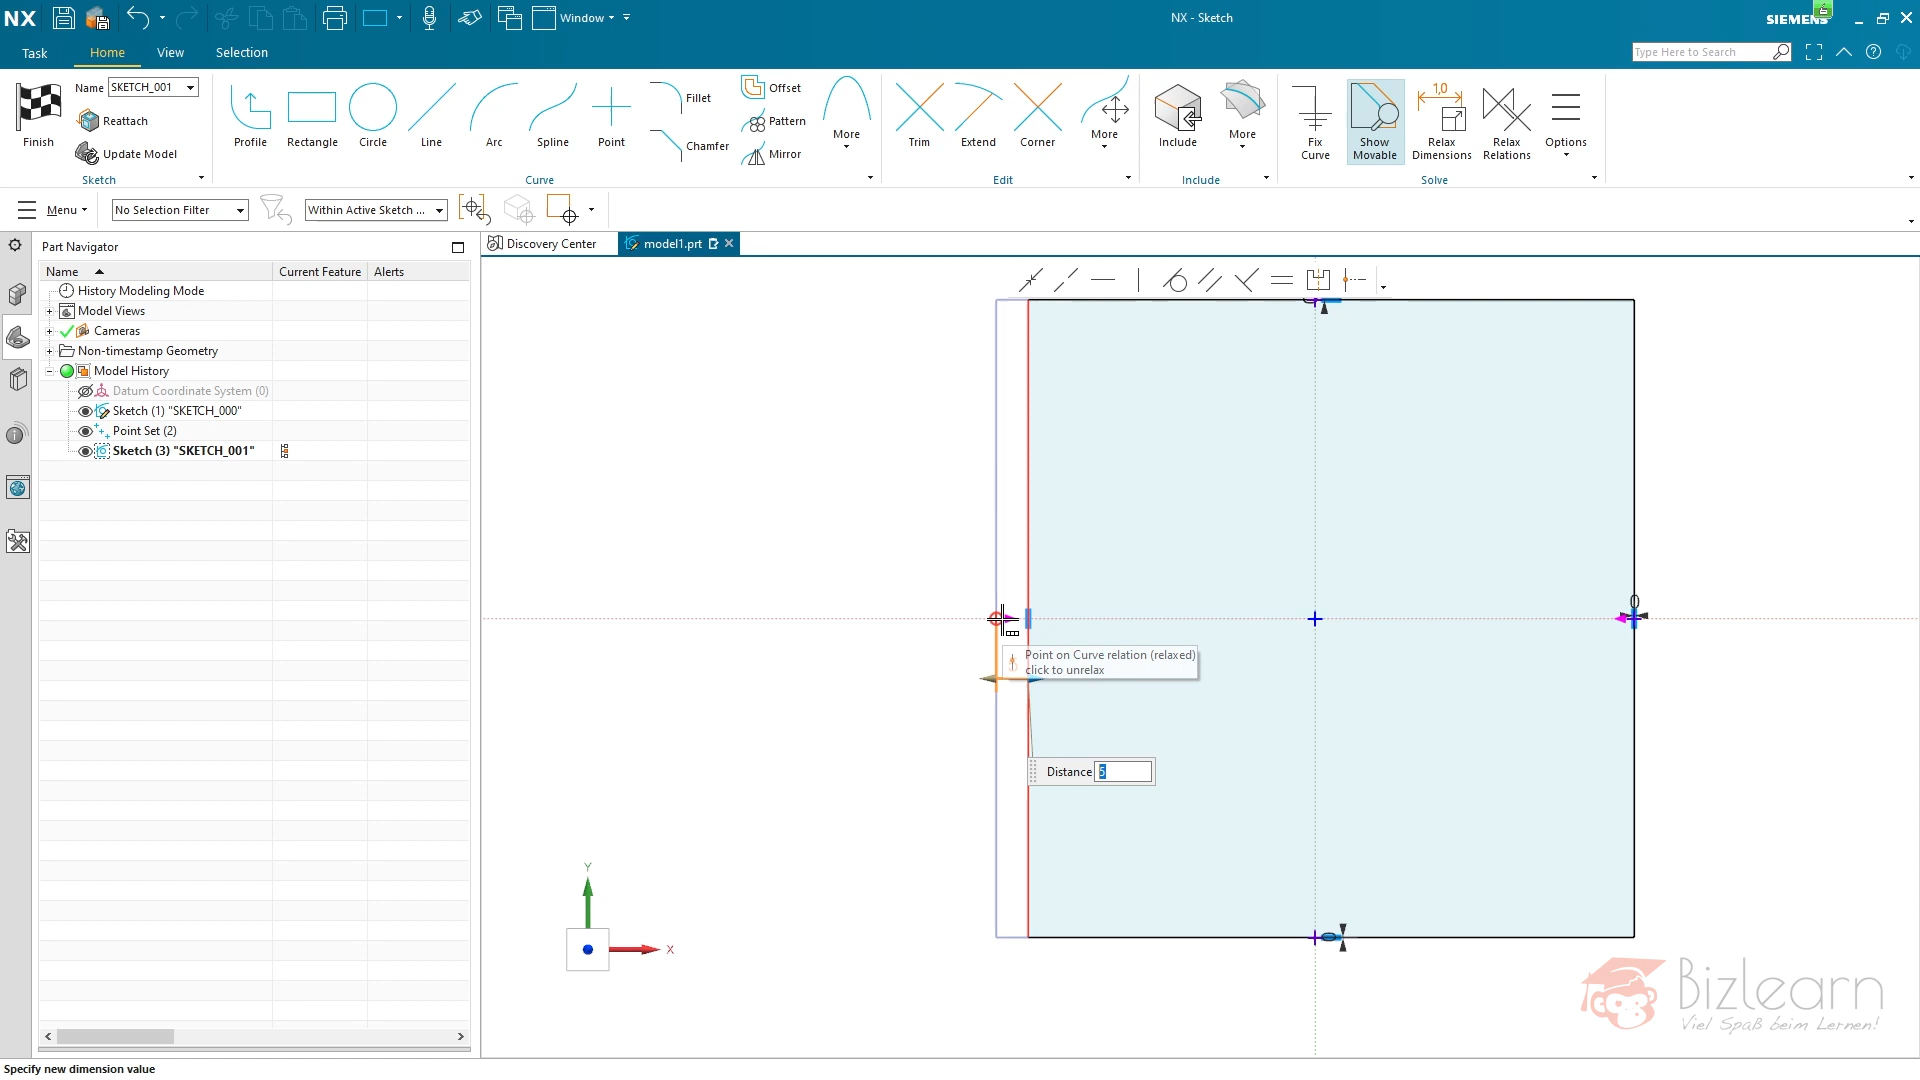 NX
Window
NX - Sketch
SIEMENS
Task
Home
View
Selection
Type Here to Search
Finish
Name
SKETCH_001
Reattach
Update Model
Sketch
Profile
Rectangle
Circle
Line
Arc
Spline
Point
Fillet
Chamfer
Offset
Pattern
Mirror
More
Curve
Trim
Extend
Corner
More
Edit
Include
More
Include
Fix
Curve
Show
Movable
1,0
Relax
Dimensions
Relax
Relations
Options
Solve
Menu
No Selection Filter
Within Active Sketch ...
Part Navigator
Discovery Center
model1.prt
Name
Current Feature
Alerts
History Modeling Mode
Model Views
Cameras
Non-timestamp Geometry
Model History
Datum Coordinate System (0)
Sketch (1) "SKETCH_000"
Point Set (2)
Sketch (3) "SKETCH_001"
0
Point on Curve relation (relaxed)
click to unrelax
Distance 5
Y
X
Bizlearn
Viel Spaß beim Lernen!
Specify new dimension value